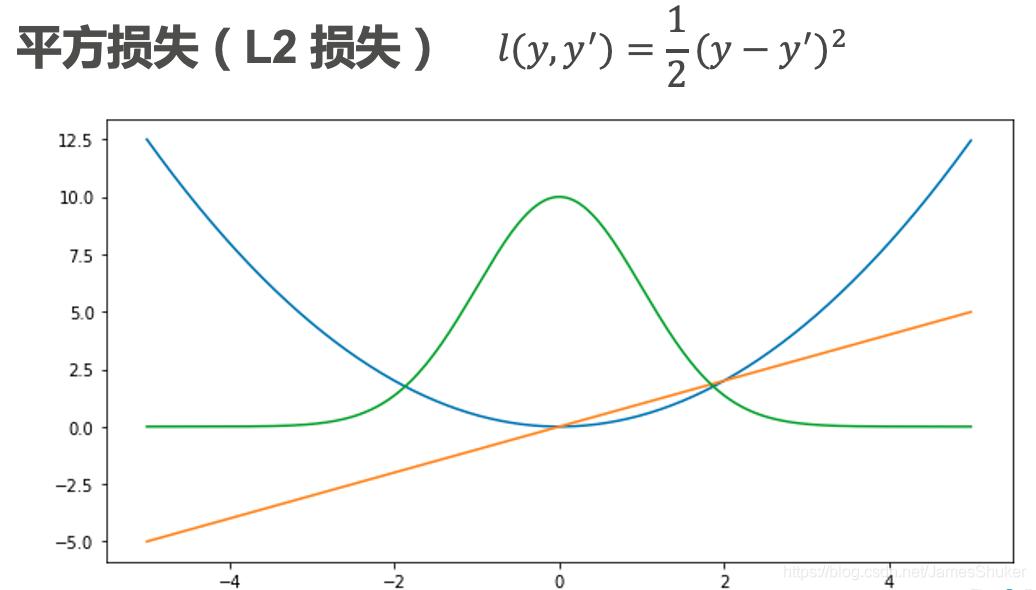 平方损失（L2 损失）
l(y, y′) = 1/2 (y − y′)²
12.5
10.0
7.5
5.0
2.5
0.0
−2.5
−5.0
−4 −2 0 2 4
https://blog.csdn.net/JamesShuker